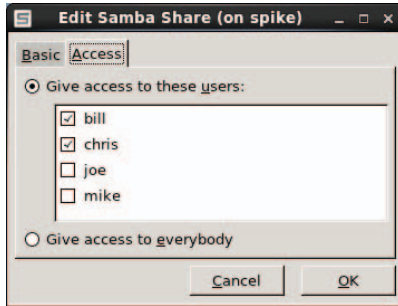 Edit Samba Share (on spike)
Basic Access
Give access to these users:
bill
chris
joe
mike
Give access to everybody
Cancel OK